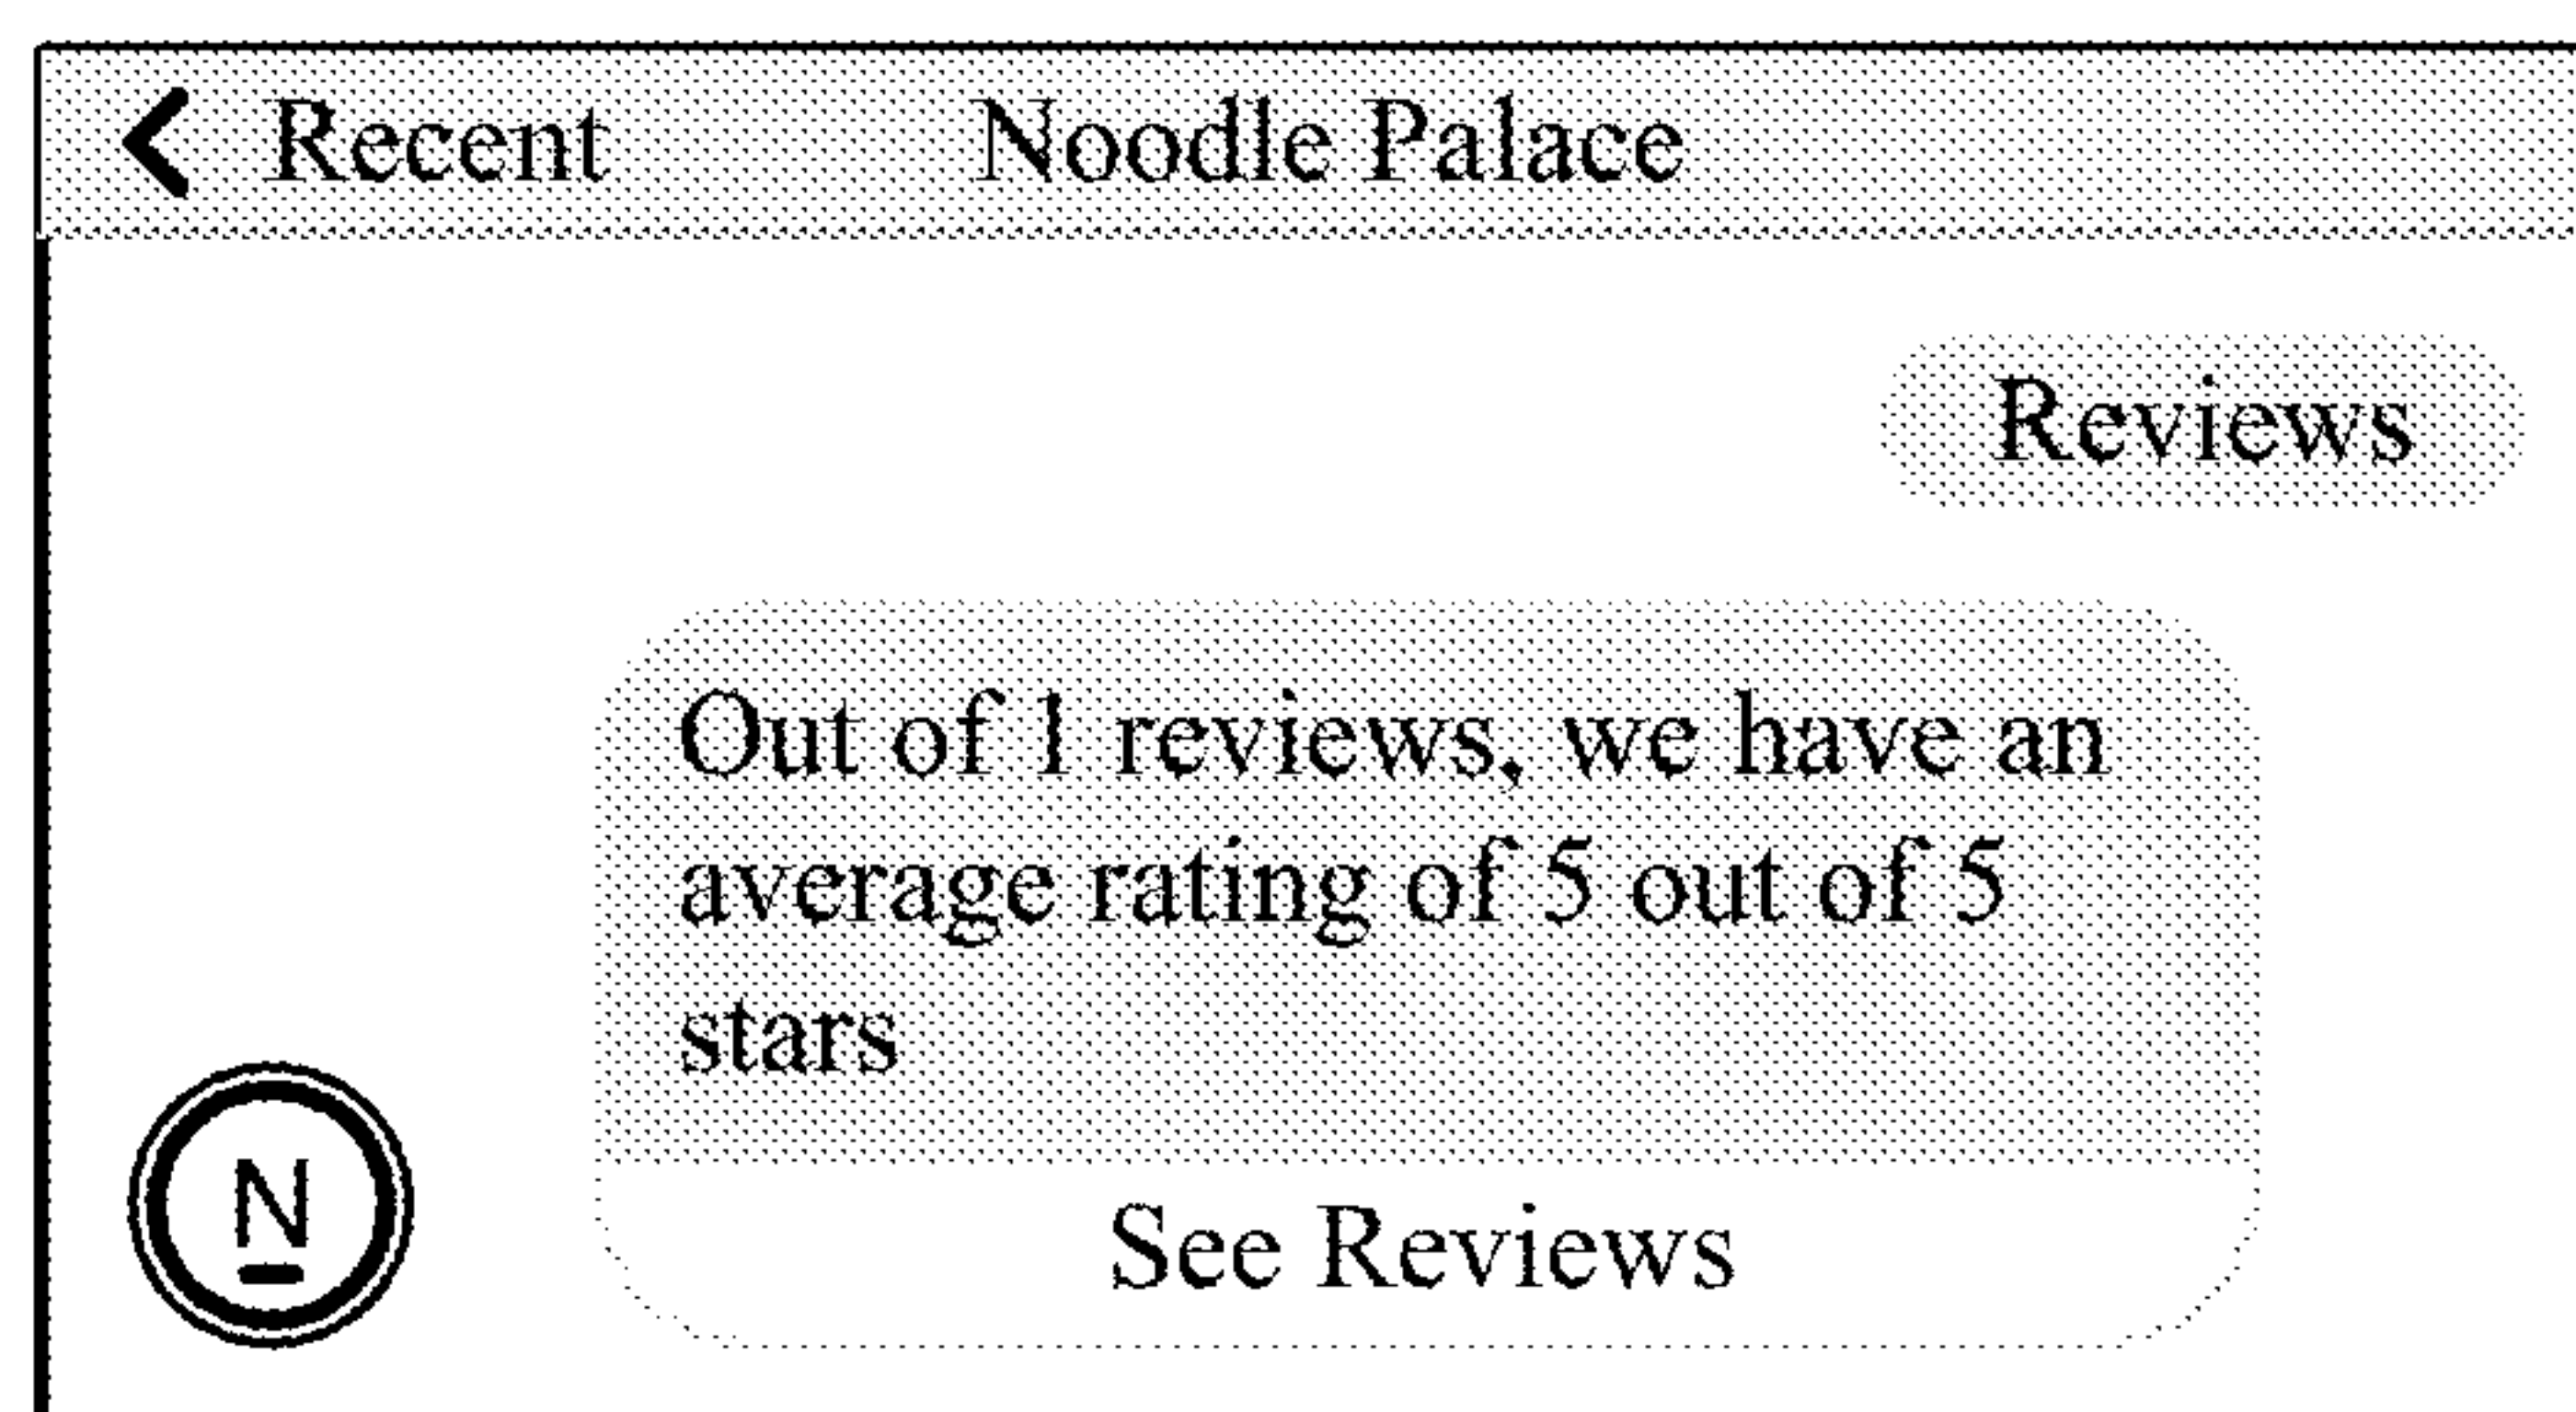 Recent Noodle Palace
Reviews
Out of 1 reviews, we have an
average rating of 5 out of 5
stars
N
See Reviews